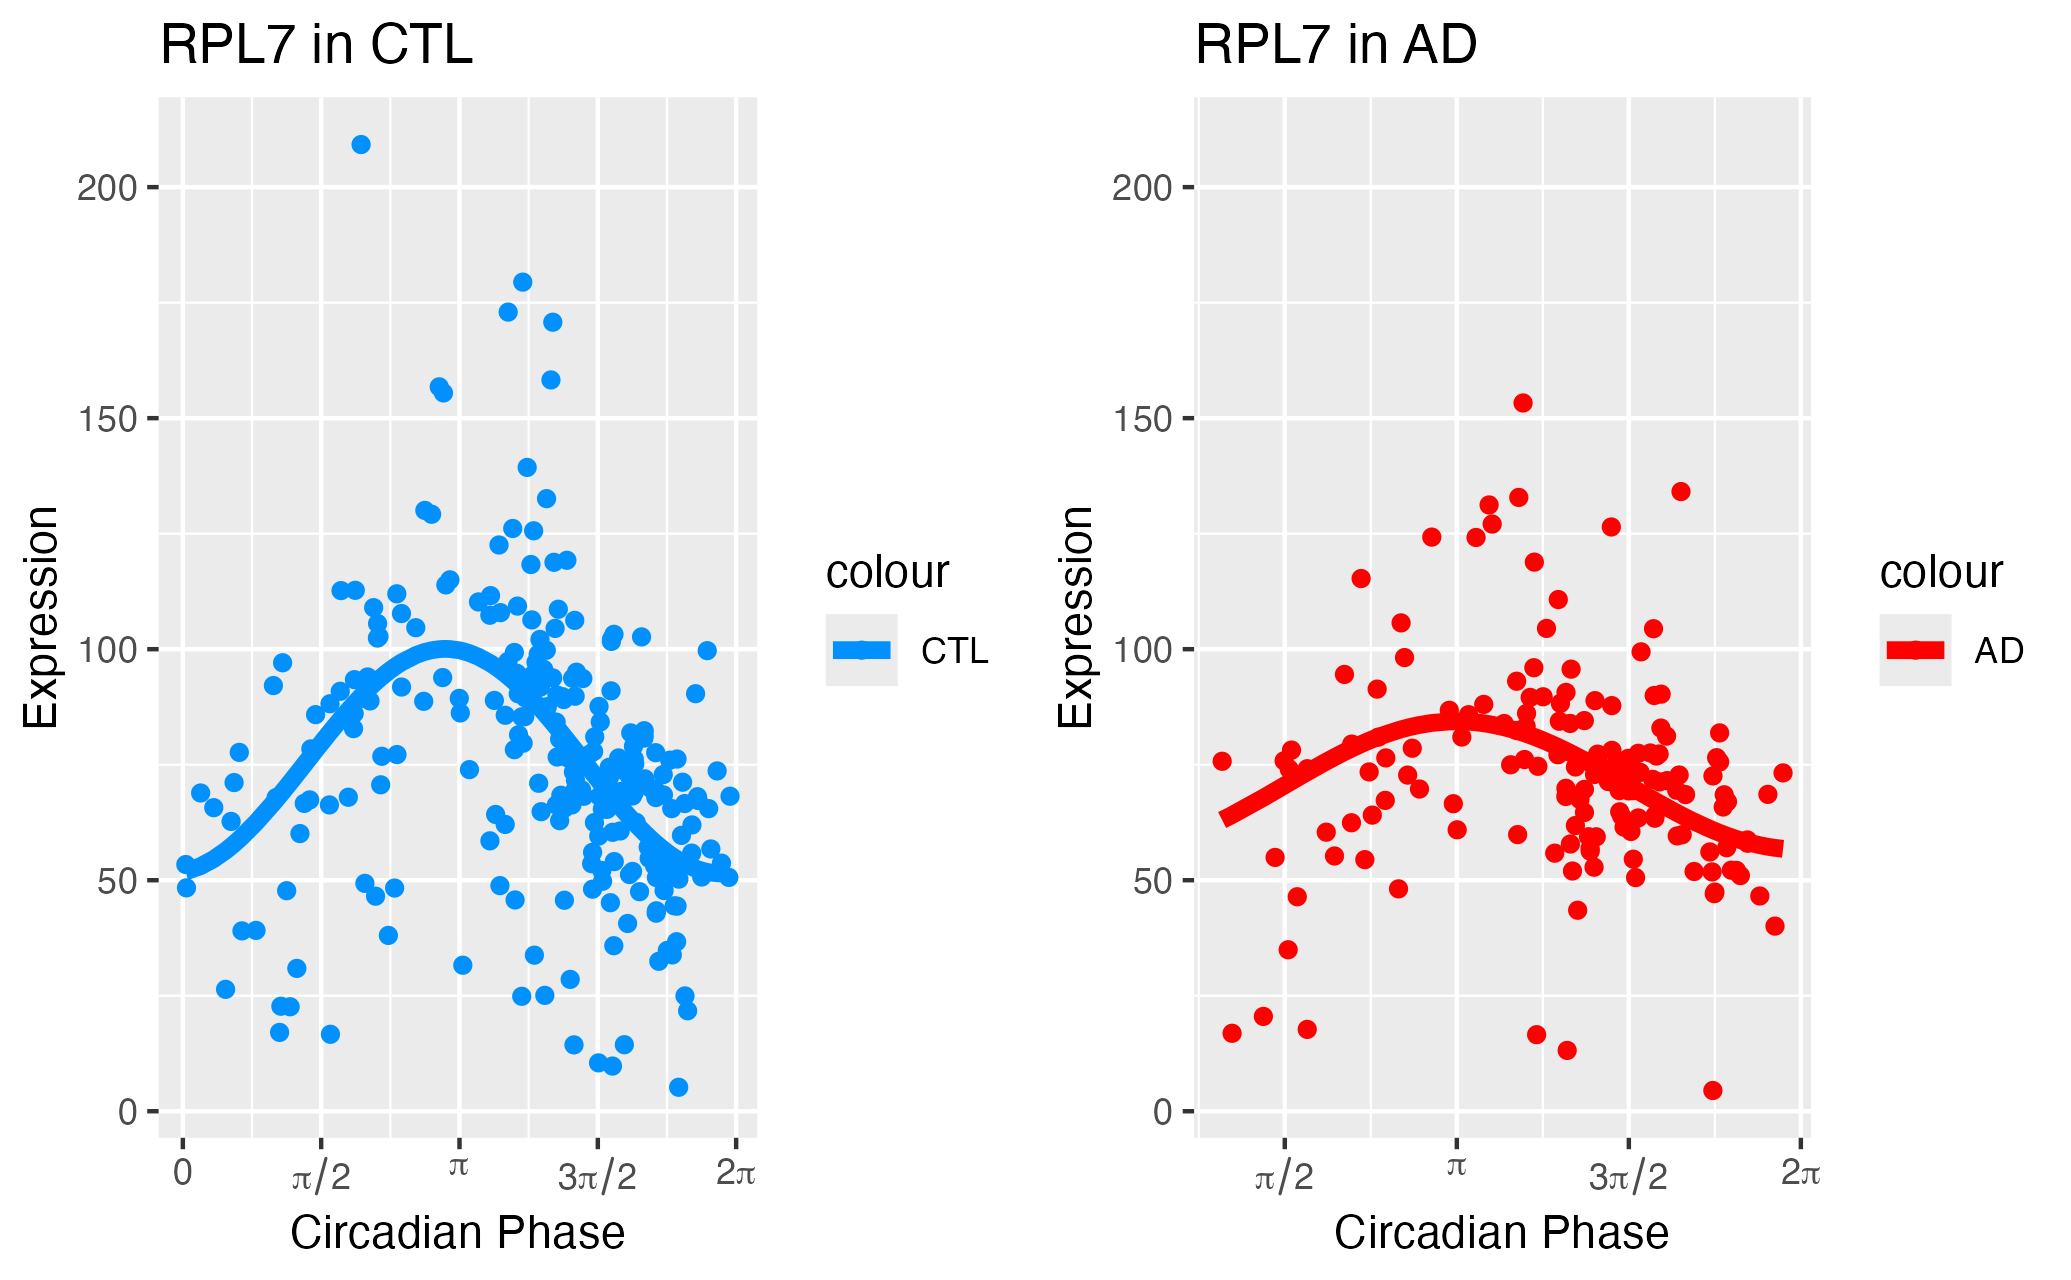 RPL7 in CTL
200
150
100
50
0
Expression
0 π/2 π 3π/2 2π
Circadian Phase
colour
CTL
RPL7 in AD
200
150
100
50
0
Expression
π/2 π 3π/2 2π
Circadian Phase
colour
AD